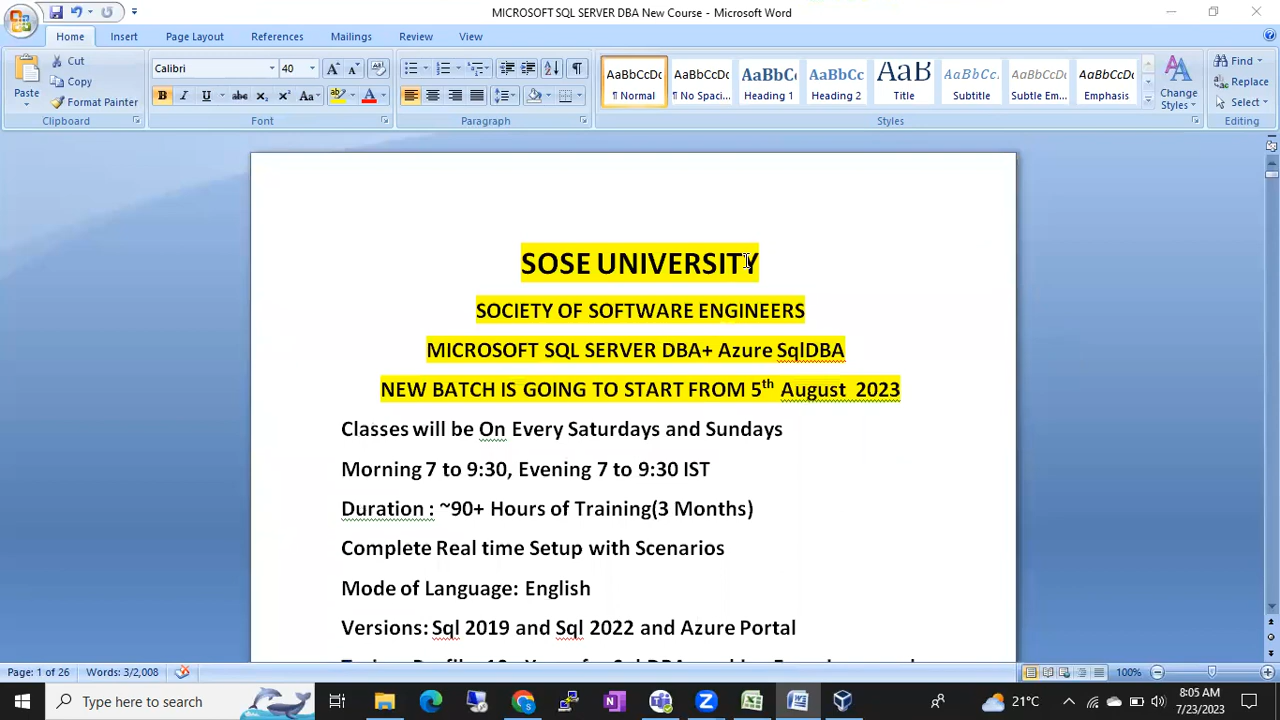 MICROSOFT SQL SERVER DBA New Course - Microsoft Word
Home Insert Page Layout References Mailings Review View
Paste
Cut
Copy
Format Painter
Clipboard
Calibri 40
Font
Paragraph
AaBbCcDc AaBbCcDc AaBbCc AaBbCc AaB AaBbCc. AaBbCcDc AaBbCcDc
¶ Normal ¶ No Spaci... Heading 1 Heading 2 Title Subtitle Subtle Em... Emphasis
Change Styles
Styles
Find
Replace
Select
Editing
SOSE UNIVERSITY
SOCIETY OF SOFTWARE ENGINEERS
MICROSOFT SQL SERVER DBA+ Azure SqlDBA
NEW BATCH IS GOING TO START FROM 5th August 2023
Classes will be On Every Saturdays and Sundays
Morning 7 to 9:30, Evening 7 to 9:30 IST
Duration : ~90+ Hours of Training(3 Months)
Complete Real time Setup with Scenarios
Mode of Language: English
Versions: Sql 2019 and Sql 2022 and Azure Portal
Page: 1 of 26 Words: 3/2,008 100%
Type here to search
21°C
8:05 AM
7/23/2023